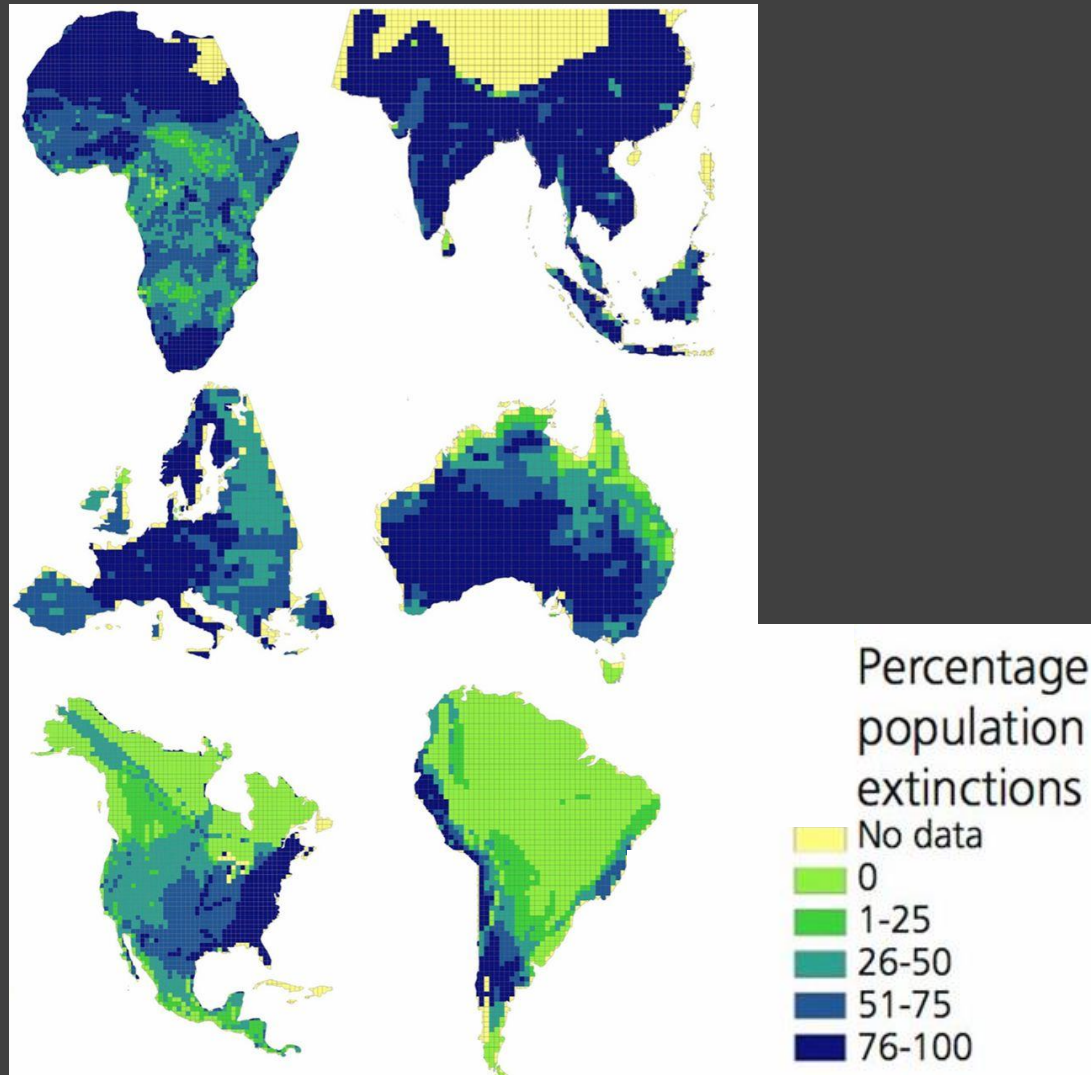 Percentage
population
extinctions
No data
0
1-25
26-50
51-75
76-100